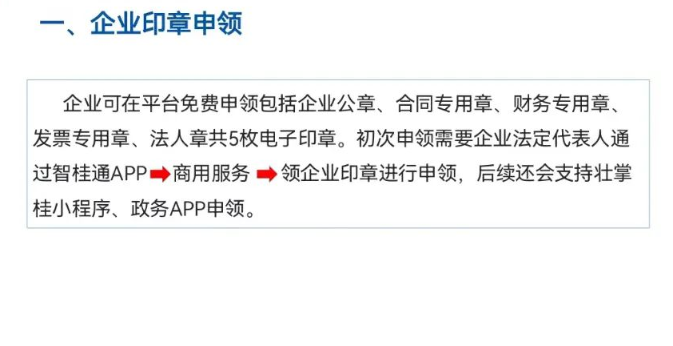 一、企业印章申领
企业可在平台免费申领包括企业公章、合同专用章、财务专用章、
发票专用章、法人章共5枚电子印章。初次申领需要企业法定代表人通
过智桂通APP➡商用服务➡领企业印章进行申领，后续还会支持壮掌
桂小程序、政务APP申领。